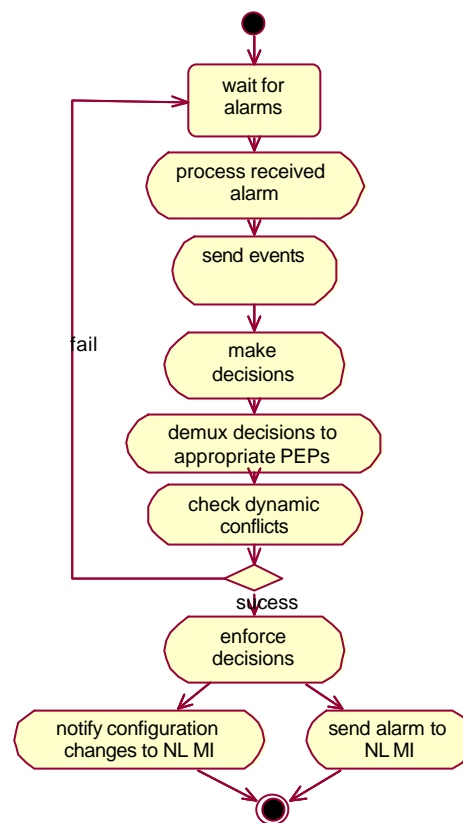 wait for
alarms
process received
alarm
send events
fail
make
decisions
demux decisions to
appropriate PEPs
check dynamic
conflicts
sucess
enforce
decisions
notify configuration
changes to NL MI
send alarm to
NL MI